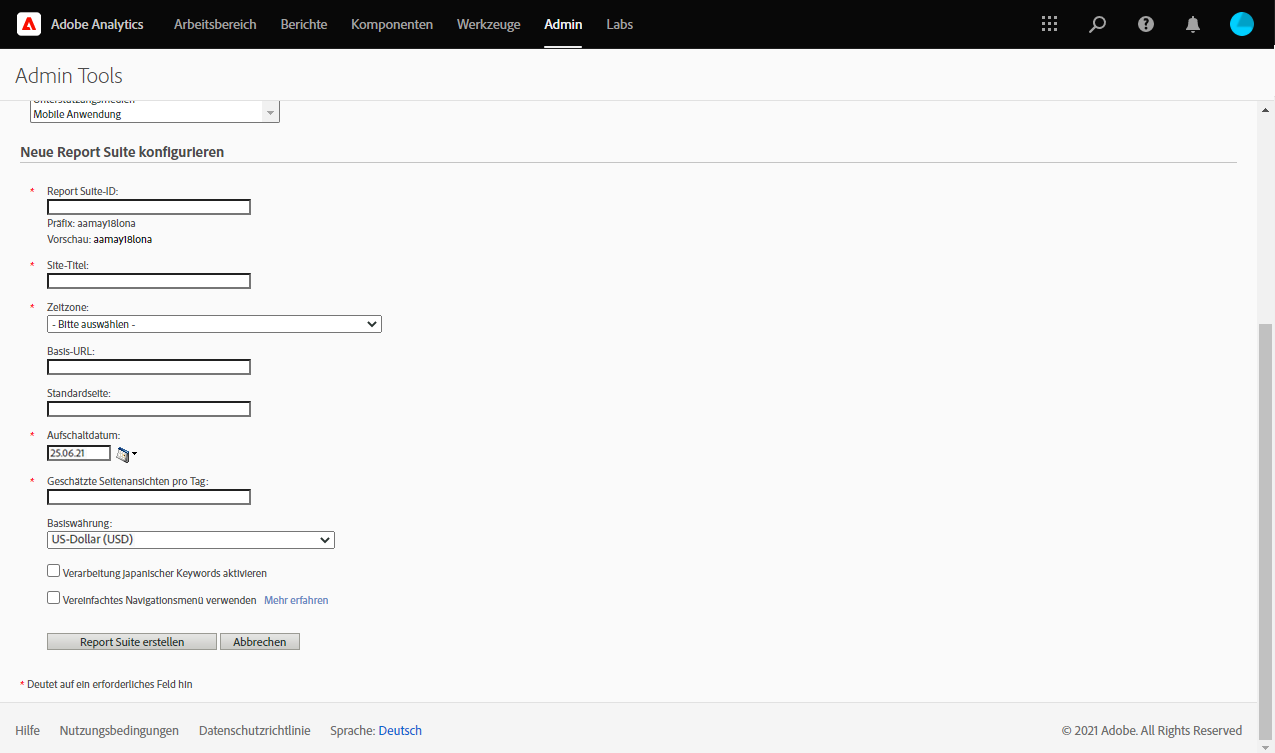 Adobe Analytics Arbeitsbereich Berichte Komponenten Werkzeuge Admin Labs
Admin Tools
Unterstützungsmedien
Mobile Anwendung
Neue Report Suite konfigurieren
* Report Suite-ID:
Präfix: aamay18lona
Vorschau: aamay18lona
* Site-Titel:
* Zeitzone:
- Bitte auswählen -
Basis-URL:
Standardseite:
* Aufschaltdatum:
25.06.21
* Geschätzte Seitenansichten pro Tag:
Basiswährung:
US-Dollar (USD)
Verarbeitung japanischer Keywords aktivieren
Vereinfachtes Navigationsmenü verwenden Mehr erfahren
Report Suite erstellen Abbrechen
* Deutet auf ein erforderliches Feld hin
Hilfe Nutzungsbedingungen Datenschutzrichtlinie Sprache: Deutsch © 2021 Adobe. All Rights Reserved